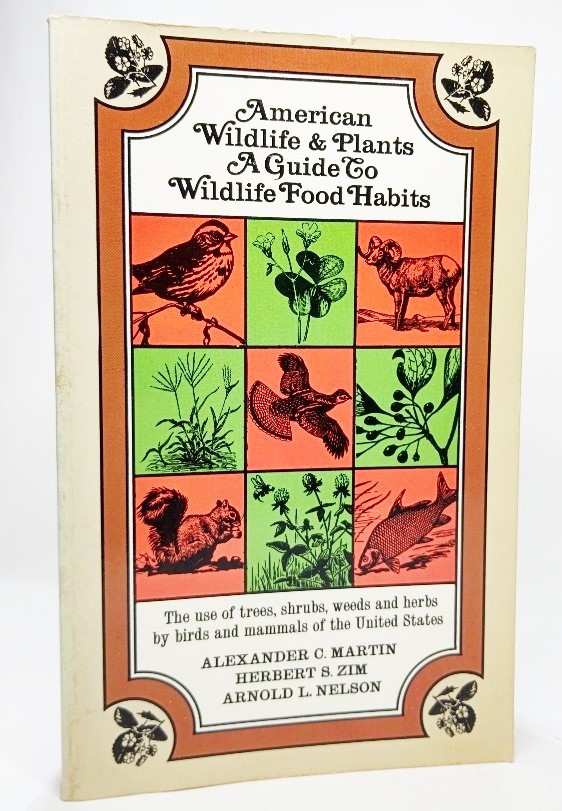 American
Wildlife & Plants
A Guide To
Wildlife Food Habits
The use of trees, shrubs, weeds and herbs
by birds and mammals of the United States
ALEXANDER C. MARTIN
HERBERT S. ZIM
ARNOLD L. NELSON